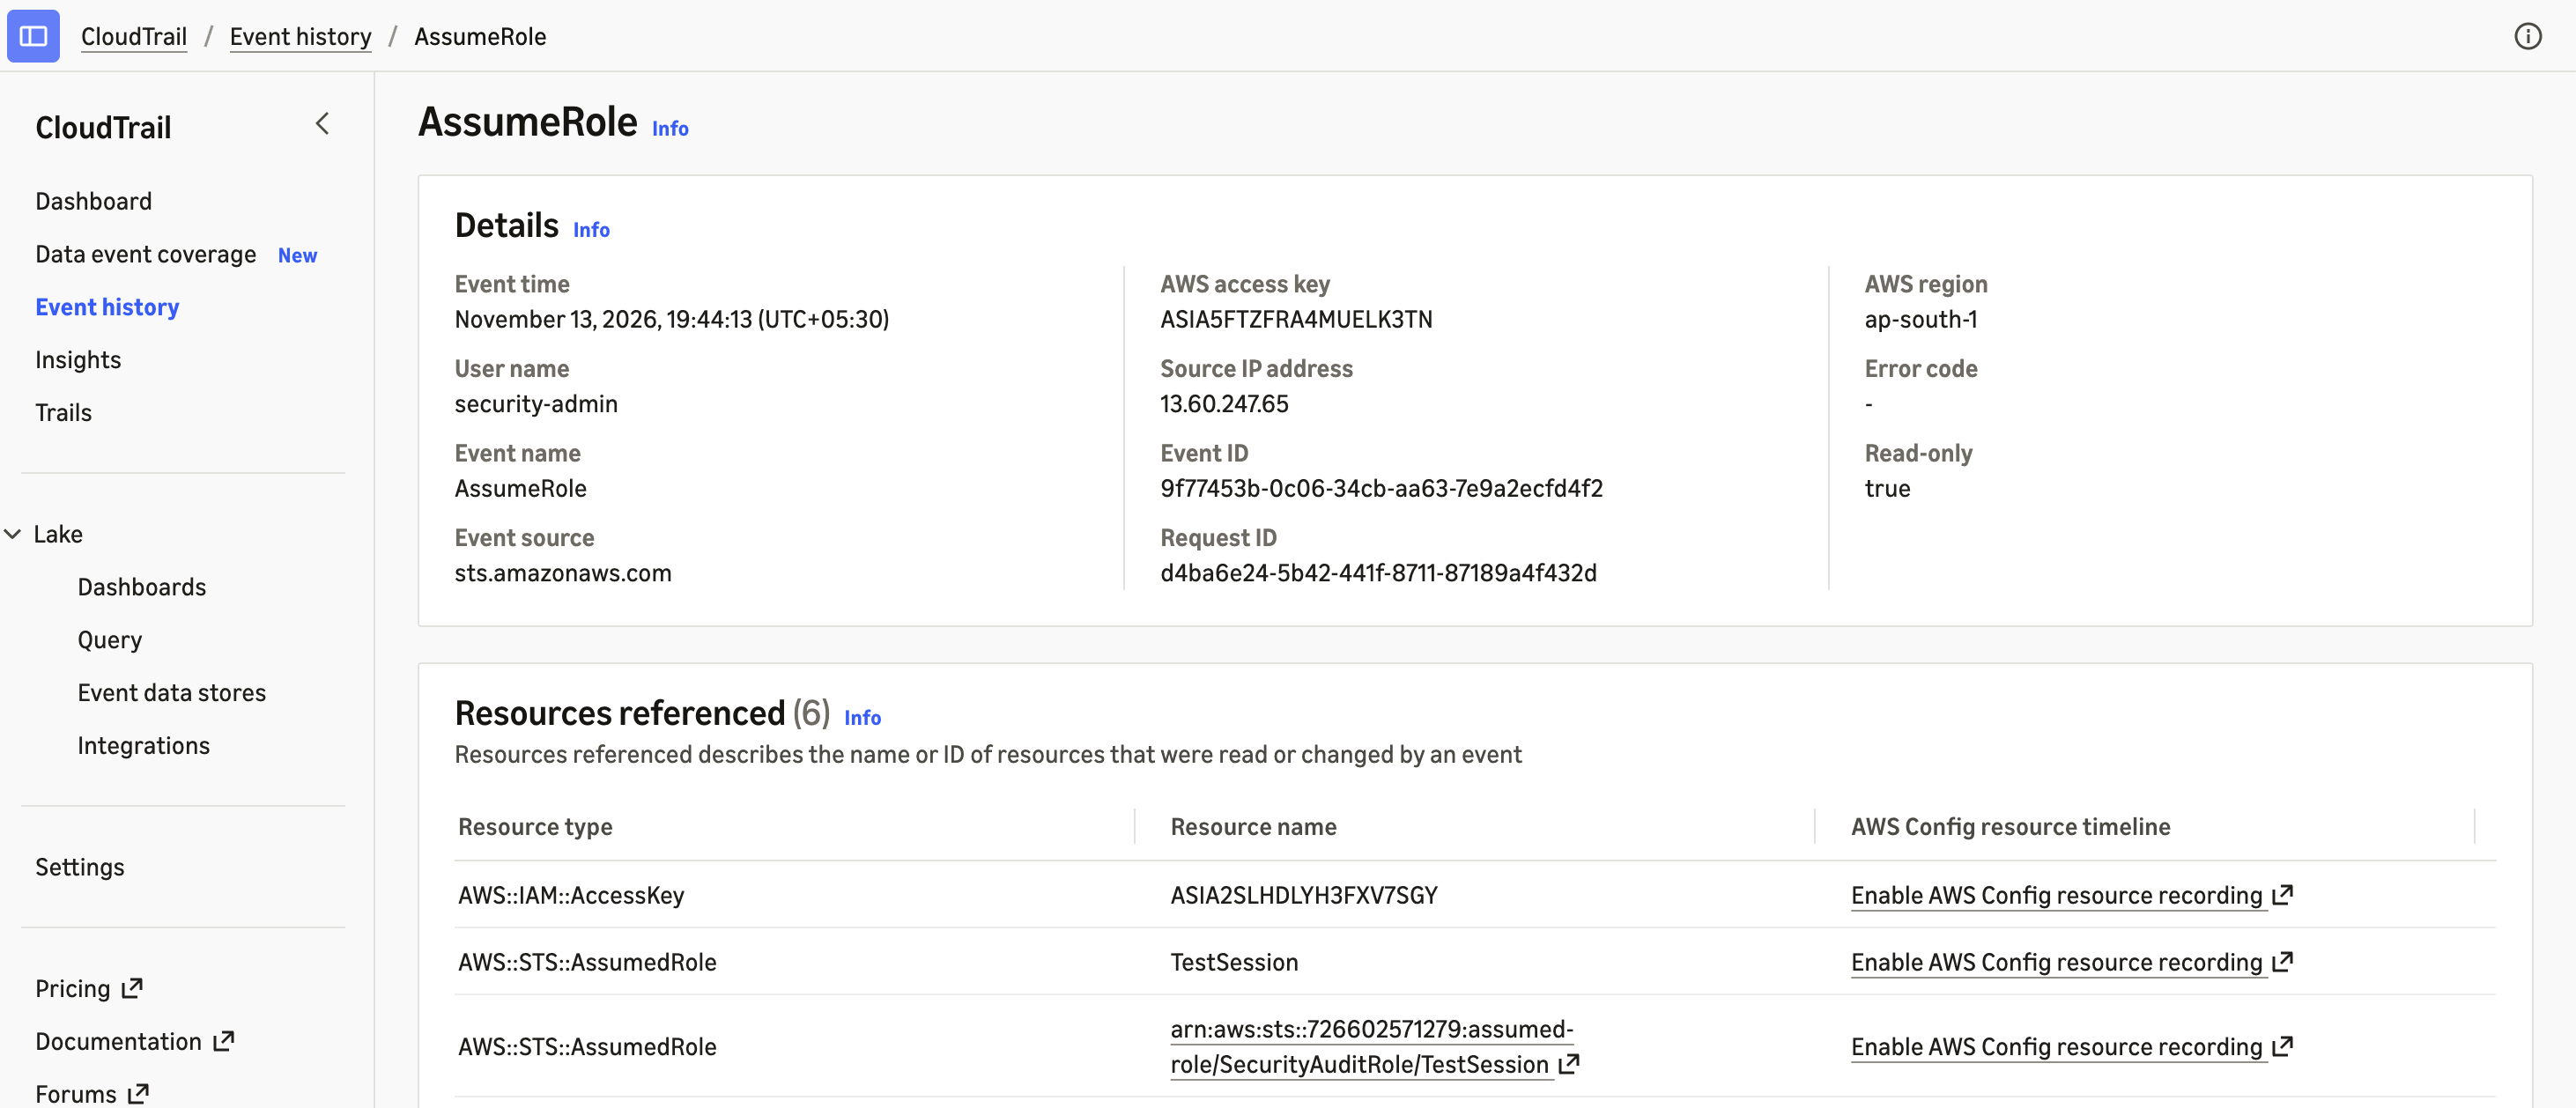 CloudTrail / Event history / AssumeRole
CloudTrail
Dashboard
Data event coverage New
Event history
Insights
Trails
Lake
Dashboards
Query
Event data stores
Integrations
Settings
Pricing
Documentation
Forums
AssumeRole Info
Details Info
Event time
November 13, 2026, 19:44:13 (UTC+05:30)
User name
security-admin
Event name
AssumeRole
Event source
sts.amazonaws.com
AWS access key
ASIA5FTZFRA4MUELK3TN
Source IP address
13.60.247.65
Event ID
9f77453b-0c06-34cb-aa63-7e9a2ecfd4f2
Request ID
d4ba6e24-5b42-441f-8711-87189a4f432d
AWS region
ap-south-1
Error code
-
Read-only
true
Resources referenced (6) Info
Resources referenced describes the name or ID of resources that were read or changed by an event
Resource type Resource name AWS Config resource timeline
AWS::IAM::AccessKey ASIA2SLHDLYH3FXV7SGY Enable AWS Config resource recording
AWS::STS::AssumedRole TestSession Enable AWS Config resource recording
AWS::STS::AssumedRole arn:aws:sts::726602571279:assumed-
role/SecurityAuditRole/TestSession Enable AWS Config resource recording